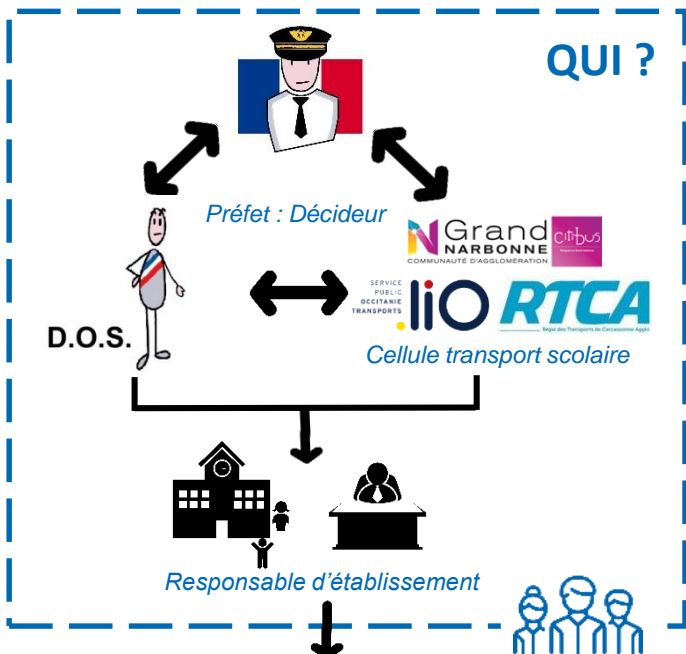 QUI ?
Préfet : Décideur
Grand
NARBONNE
COMMUNAUTÉ D'AGGLOMÉRATION
Citibus
SERVICE
PUBLIC
OCCITANIE
TRANSPORTS
liO
RTCA
Régie des Transports de Carcassonne Agglo
D.O.S.
Cellule transport scolaire
Responsable d'établissement